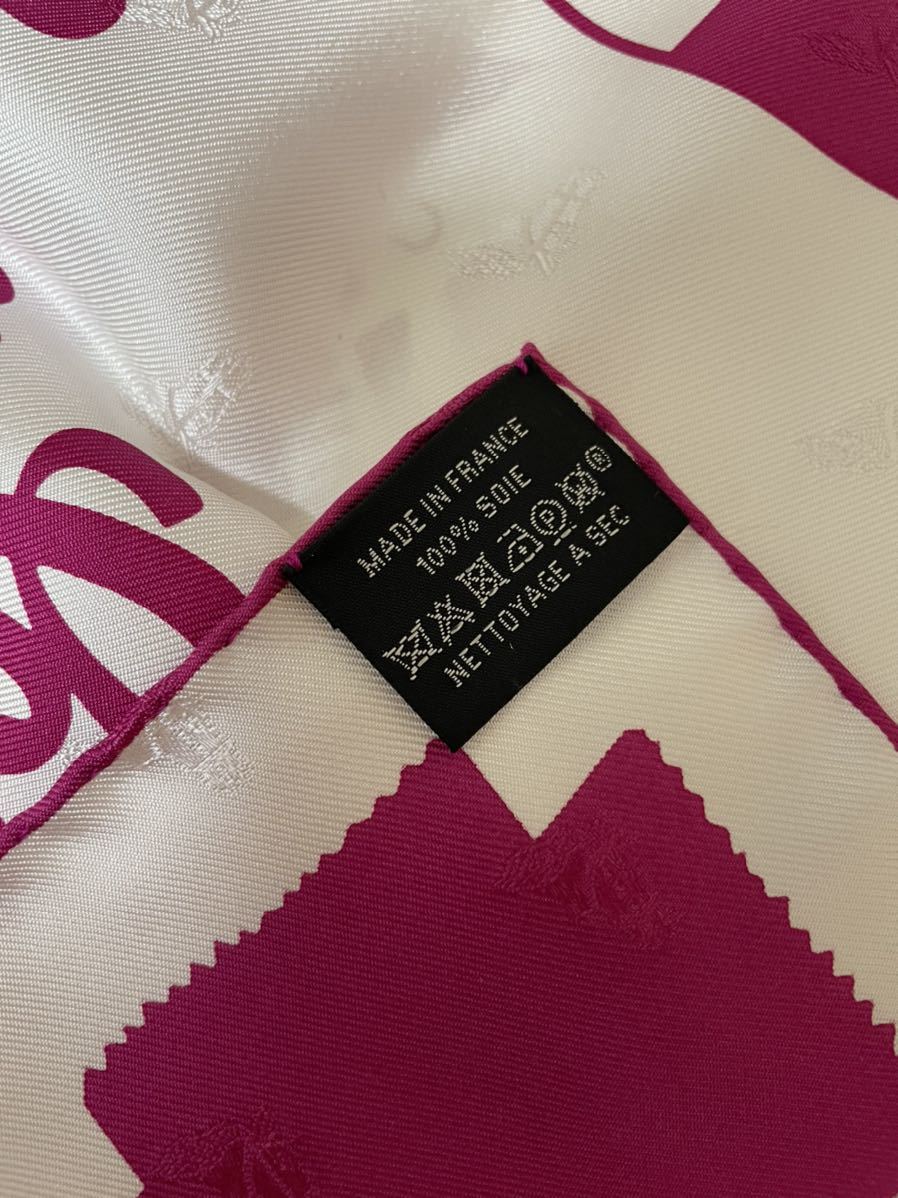 MADE IN FRANCE
100% SOIE
P W ®
NETTOYAGE A SEC